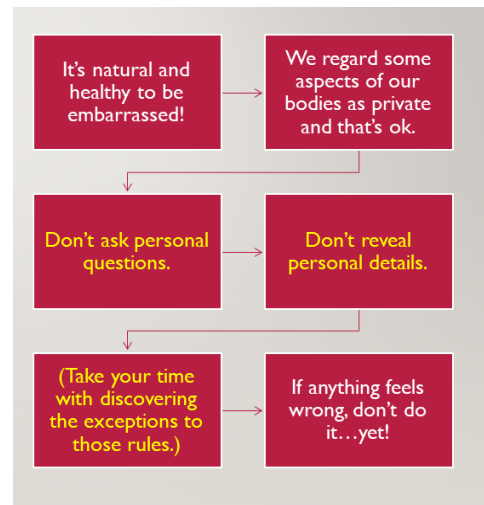 It’s natural and
healthy to be
embarrassed!
We regard some
aspects of our
bodies as private
and that’s ok.
Don’t ask personal
questions.
Don’t reveal
personal details.
(Take your time
with discovering
the exceptions to
those rules.)
If anything feels
wrong, don’t do
it…yet!